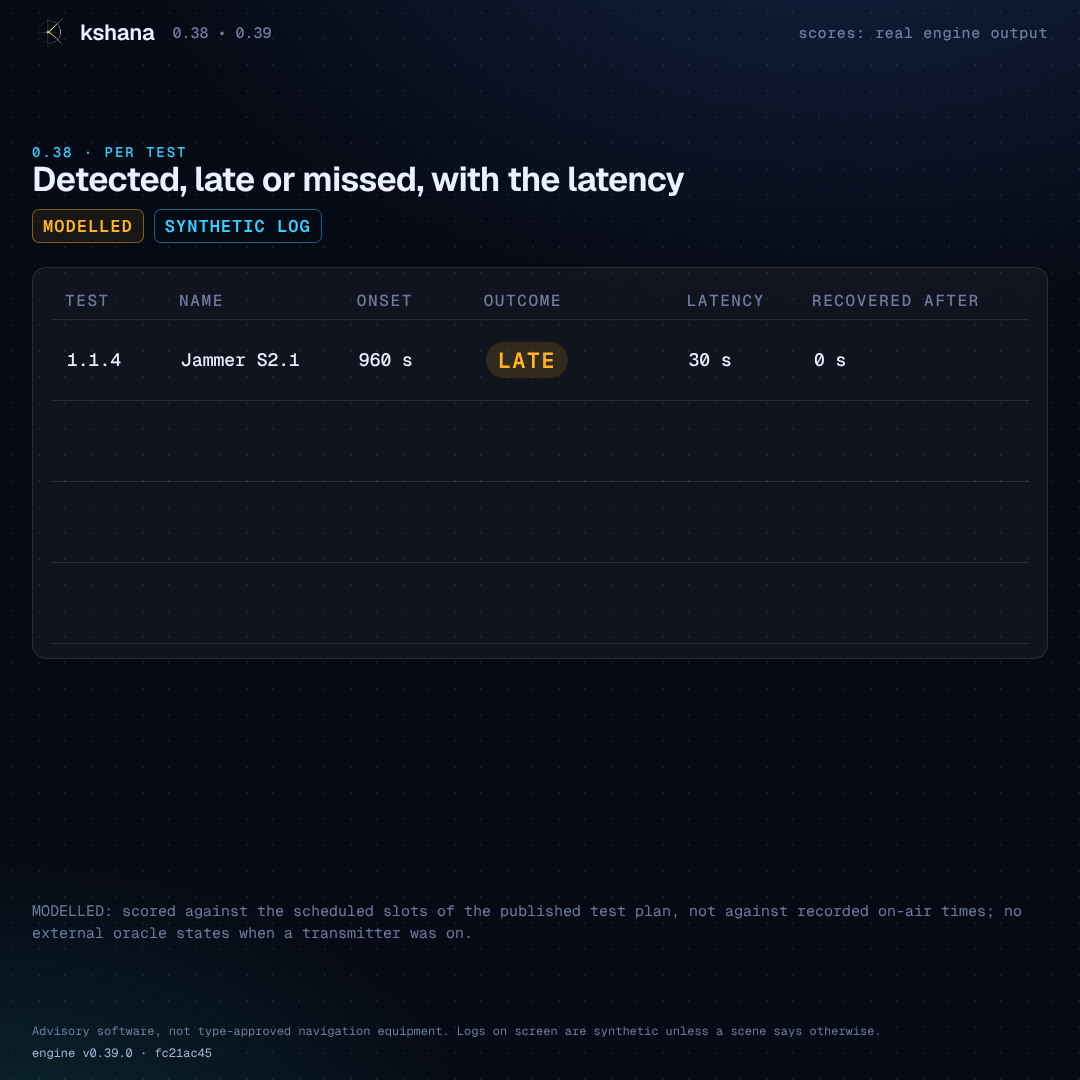 kshana 0.38 • 0.39 scores: real engine output
0.38 · PER TEST
Detected, late or missed, with the latency
MODELLED SYNTHETIC LOG
TEST NAME ONSET OUTCOME LATENCY RECOVERED AFTER
1.1.4 Jammer S2.1 960 s LATE 30 s 0 s
MODELLED: scored against the scheduled slots of the published test plan, not against recorded on-air times; no
external oracle states when a transmitter was on.
Advisory software, not type-approved navigation equipment. Logs on screen are synthetic unless a scene says otherwise.
engine v0.39.0 · fc21ac45